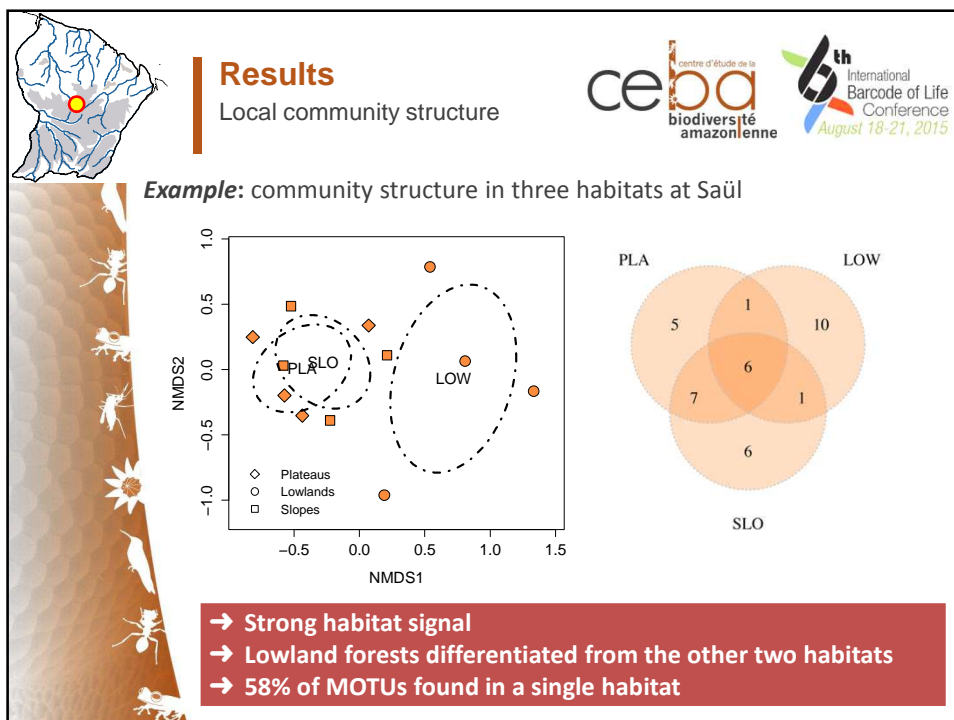 Results
Local community structure
centre d'étude de la
ceba
biodiversité
amazonienne
6th
International
Barcode of Life
Conference
August 18-21, 2015
Example: community structure in three habitats at Saül
1.0
0.5
0.0
−0.5
−1.0
NMDS2
PLA
SLO
LOW
Plateaus
Lowlands
Slopes
−0.5 0.0 0.5 1.0 1.5
NMDS1
PLA LOW
1
5 10
6
7 1
6
SLO
➔ Strong habitat signal
➔ Lowland forests differentiated from the other two habitats
➔ 58% of MOTUs found in a single habitat